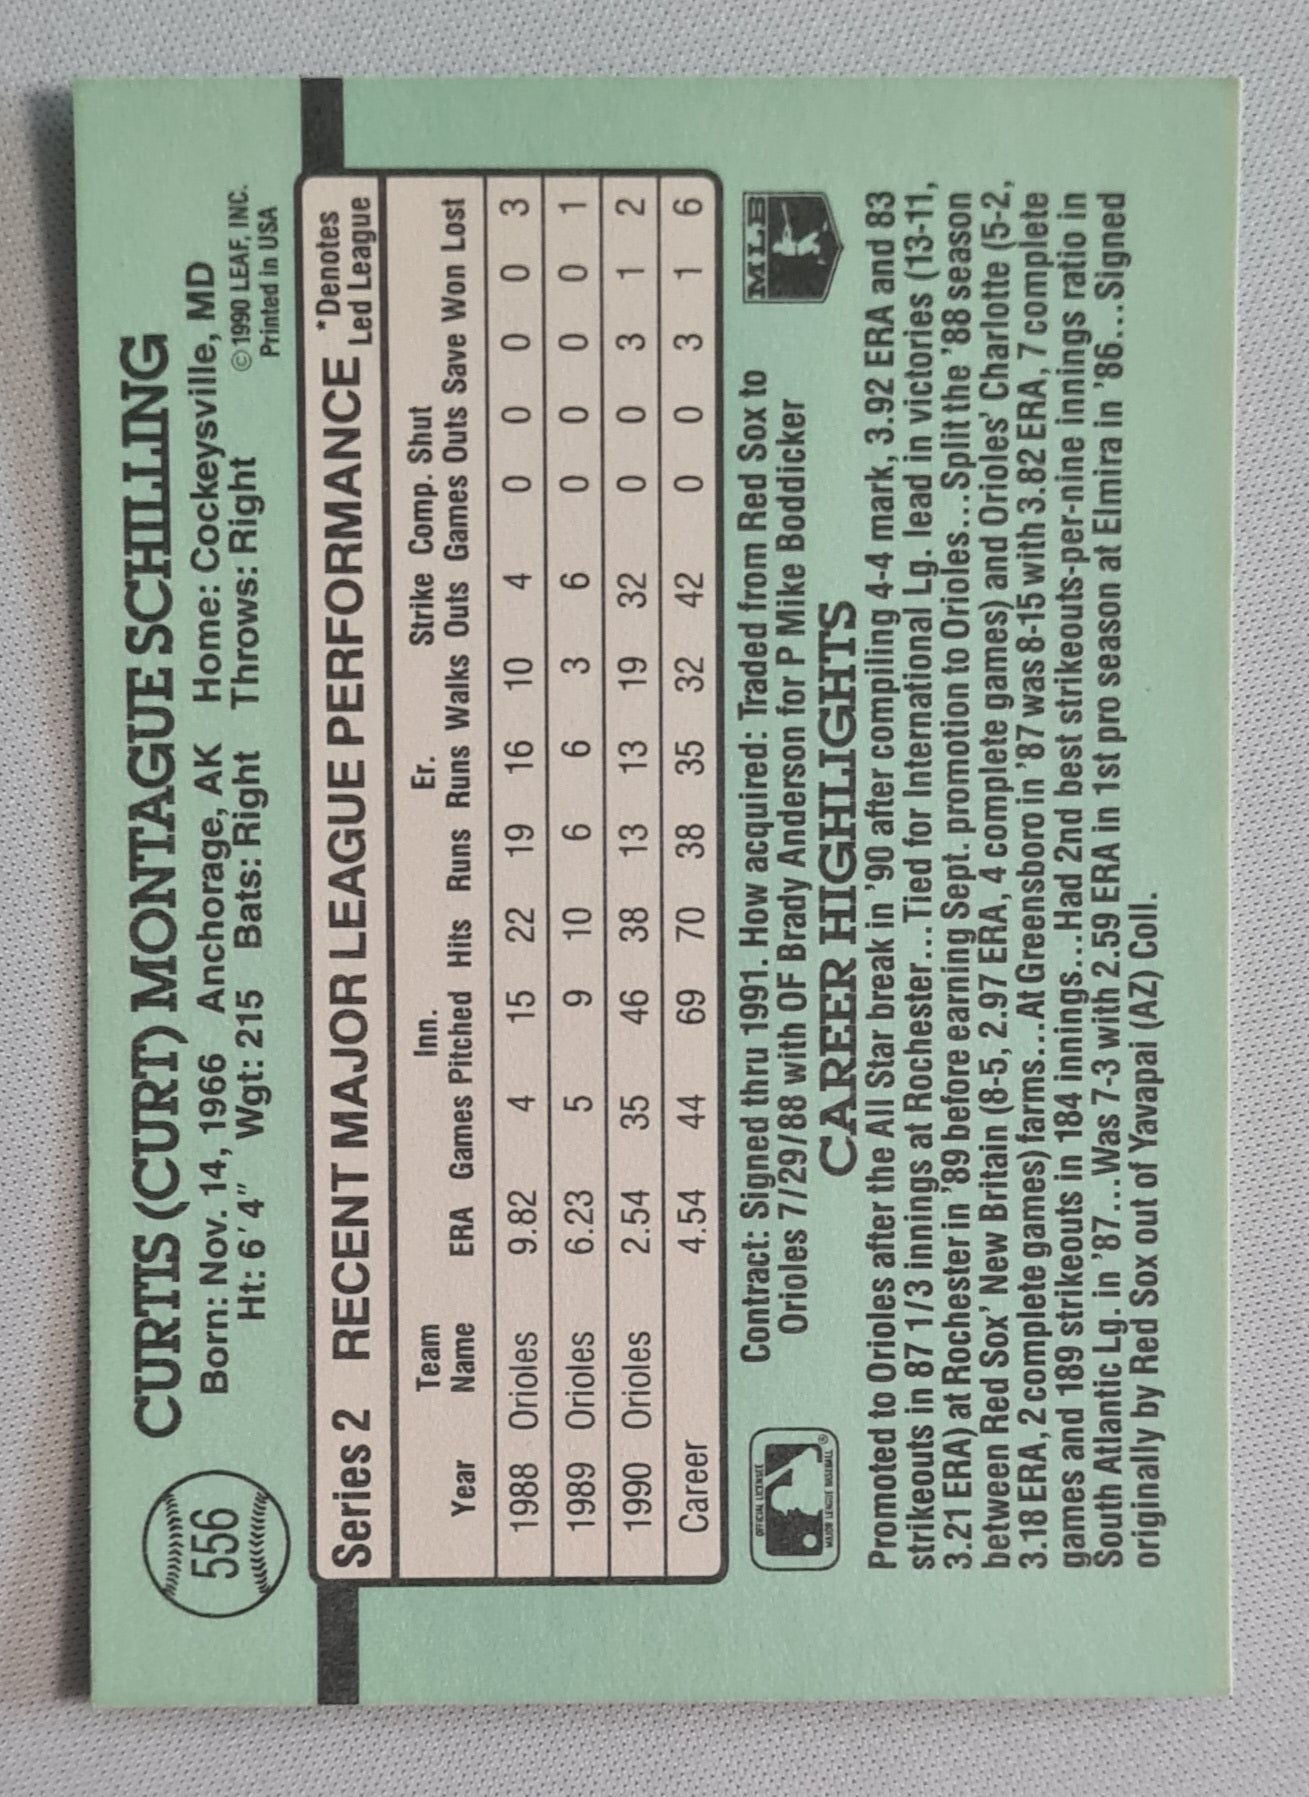 556
CURTIS (CURT) MONTAGUE SCHILLING
Born: Nov. 14, 1966 Anchorage, AK Home: Cockeysville, MD
Ht: 6′ 4″ Wgt: 215 Bats: Right Throws: Right
© 1990 LEAF, INC.
Printed in USA
Series 2 RECENT MAJOR LEAGUE PERFORMANCE *Denotes Led League
Year Team Name ERA Games Inn. Pitched Hits Runs Er. Runs Walks Strike Outs Comp. Games Shut Outs Save Won Lost
1988 Orioles 9.82 4 15 22 19 16 10 4 0 0 0 0 3
1989 Orioles 6.23 5 9 10 6 6 3 6 0 0 0 0 1
1990 Orioles 2.54 35 46 38 13 13 19 32 0 0 3 1 2
Career 4.54 44 69 70 38 35 32 42 0 0 3 1 6
OFFICIAL LICENSEE
MAJOR LEAGUE BASEBALL
®
Contract: Signed thru 1991. How acquired: Traded from Red Sox to
Orioles 7/29/88 with OF Brady Anderson for P Mike Boddicker
MLB
CAREER HIGHLIGHTS
Promoted to Orioles after the All Star break in '90 after compiling 4-4 mark, 3.92 ERA and 83
strikeouts in 87 1/3 innings at Rochester...Tied for International Lg. lead in victories (13-11,
3.21 ERA) at Rochester in '89 before earning Sept. promotion to Orioles...Split the '88 season
between Red Sox' New Britain (8-5, 2.97 ERA, 4 complete games) and Orioles' Charlotte (5-2,
3.18 ERA, 2 complete games) farms...At Greensboro in '87 was 8-15 with 3.82 ERA, 7 complete
games and 189 strikeouts in 184 innings...Had 2nd best strikeouts-per-nine innings ratio in
South Atlantic Lg. in '87...Was 7-3 with 2.59 ERA in 1st pro season at Elmira in '86...Signed
originally by Red Sox out of Yavapai (AZ) Coll.